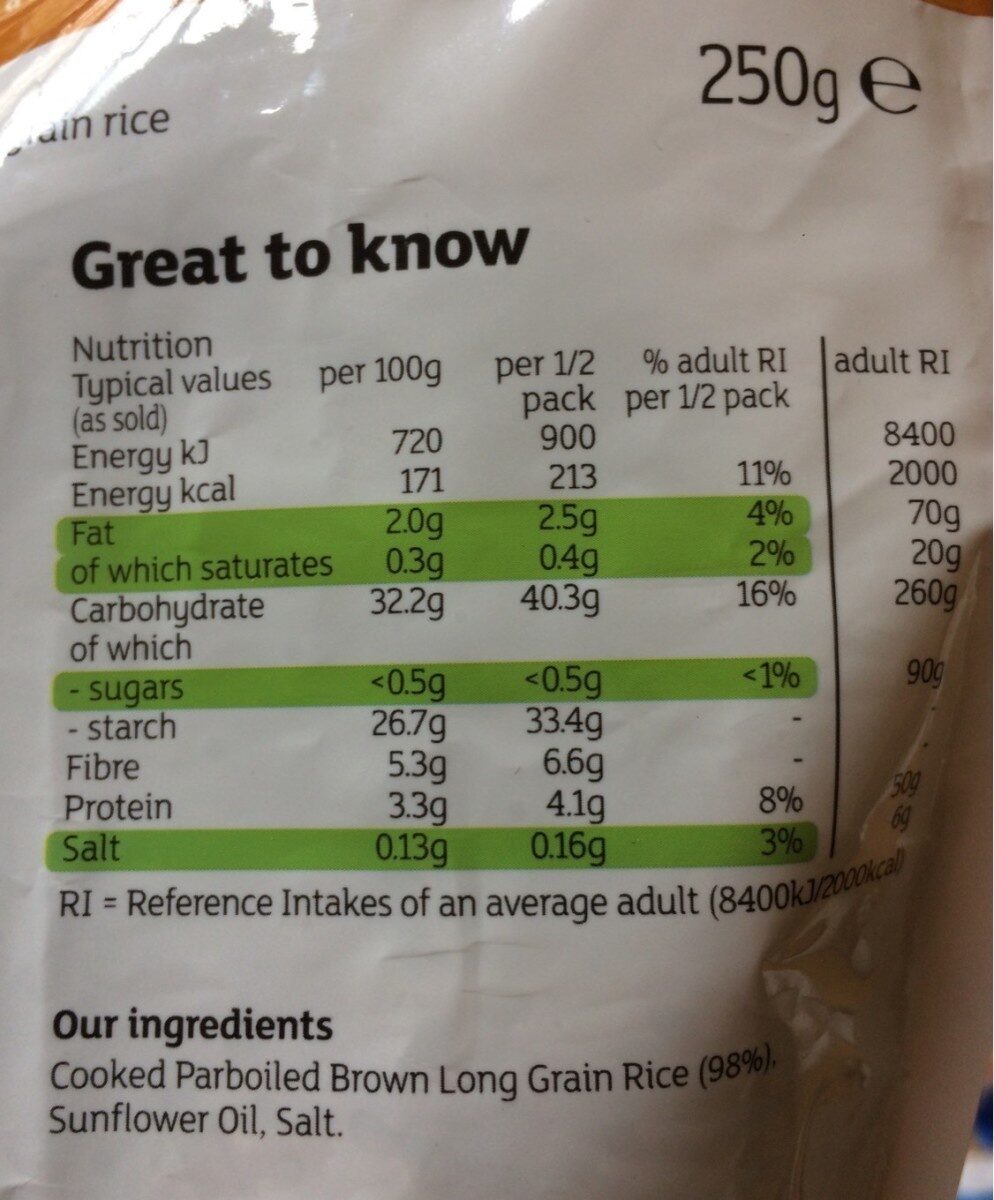 250g e
rice
Great to know
Nutrition
Typical values per 100g per 1/2 % adult RI adult RI
(as sold) pack per 1/2 pack
Energy kJ 720 900 8400
Energy kcal 171 213 11% 2000
Fat 2.0g 2.5g 4% 70g
of which saturates 0.3g 0.4g 2% 20g
Carbohydrate 32.2g 40.3g 16% 260g
of which
- sugars <0.5g <0.5g <1% 90g
- starch 26.7g 33.4g - -
Fibre 5.3g 6.6g - -
Protein 3.3g 4.1g 8% 50g
Salt 0.13g 0.16g 3% 6g
RI = Reference Intakes of an average adult (8400kJ/2000kcal)
Our ingredients
Cooked Parboiled Brown Long Grain Rice (98%),
Sunflower Oil, Salt.